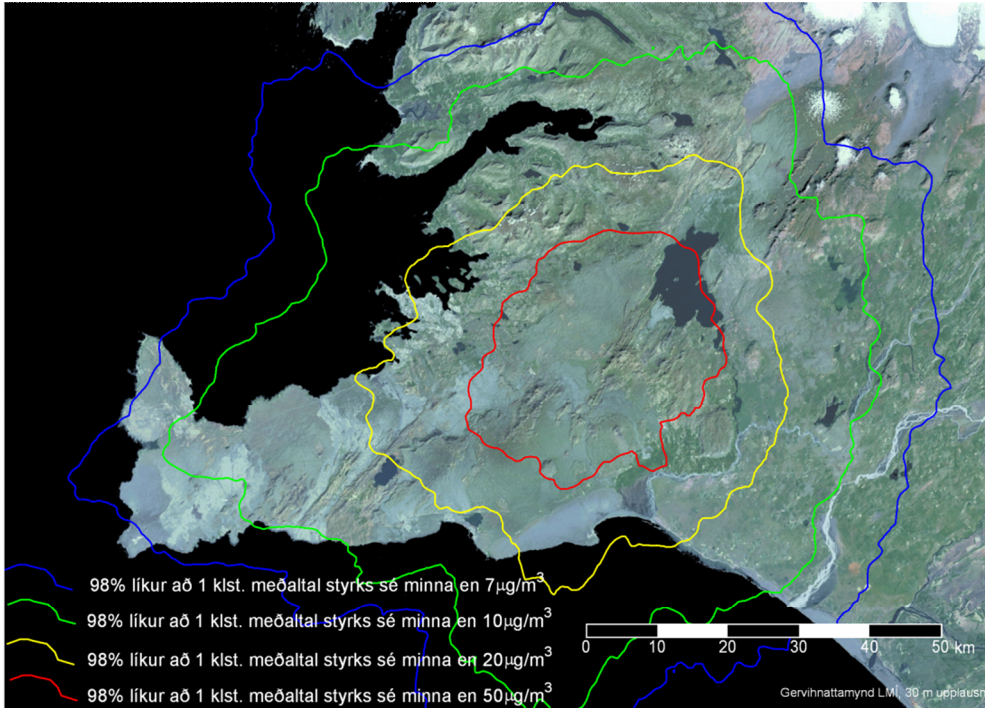 98% líkur að 1 klst. meðaltal styrks sé minna en 7µg/m³
98% líkur að 1 klst. meðaltal styrks sé minna en 10µg/m³
98% líkur að 1 klst. meðaltal styrks sé minna en 20µg/m³
98% líkur að 1 klst. meðaltal styrks sé minna en 50µg/m³
0 10 20 30 40 50 km
Gervihnattamynd LMÍ, 30 m upplausn